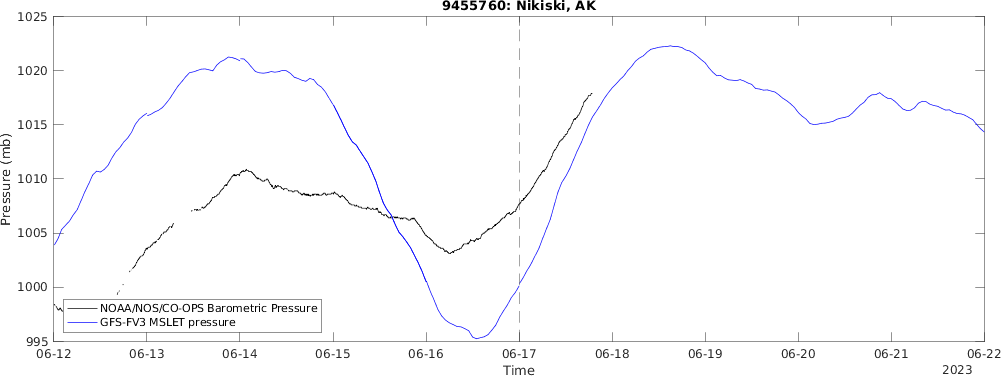 9455760: Nikiski, AK
1025
1020
1015
1010
1005
1000
995
Pressure (mb)
NOAA/NOS/CO-OPS Barometric Pressure
GFS-FV3 MSLET pressure
06-12 06-13 06-14 06-15 06-16 06-17 06-18 06-19 06-20 06-21 06-22
Time
2023